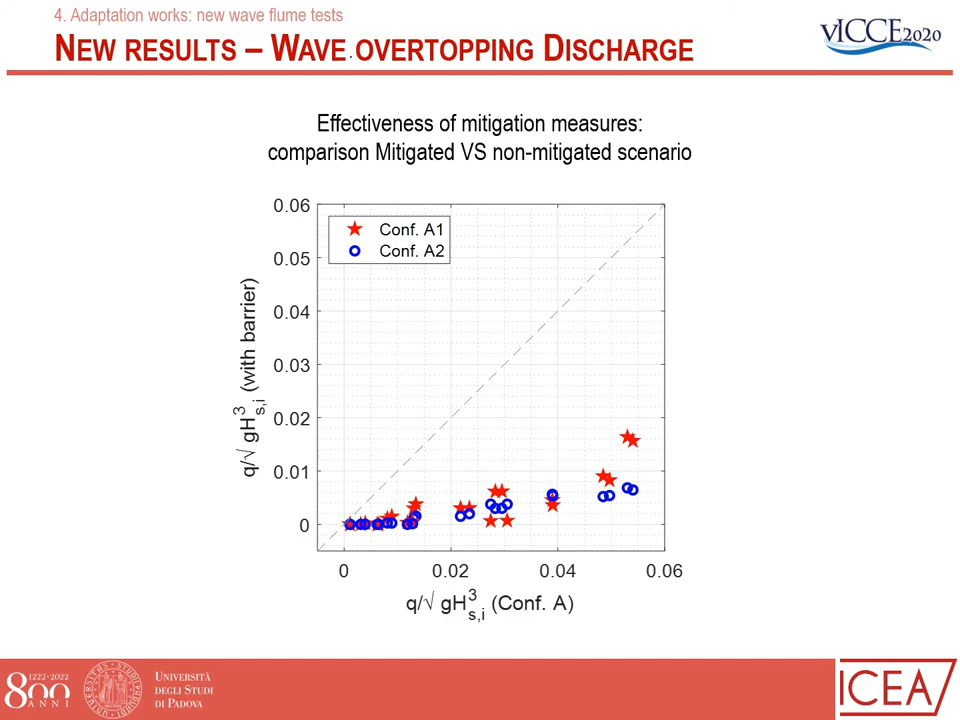 4. Adaptation works: new wave flume tests
NEW RESULTS – WAVE OVERTOPPING DISCHARGE
vICCE2020
Effectiveness of mitigation measures:
comparison Mitigated VS non-mitigated scenario
0.06
0.05
0.04
0.03
0.02
0.01
0
Conf. A1
Conf. A2
q/√ gH³s,i (with barrier)
0 0.02 0.04 0.06
q/√ gH³s,i (Conf. A)
1222-2022
800
ANNI
UNIVERSITÀ
DEGLI STUDI
DI PADOVA
ICEA